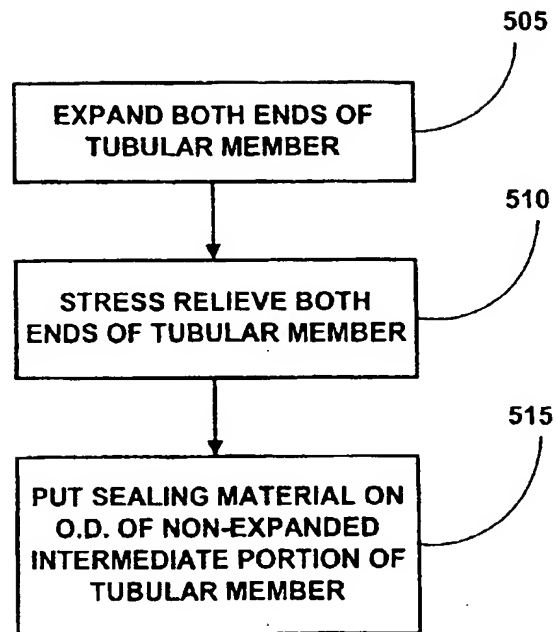 505
EXPAND BOTH ENDS OF
TUBULAR MEMBER
510
STRESS RELIEVE BOTH
ENDS OF TUBULAR MEMBER
515
PUT SEALING MATERIAL ON
O.D. OF NON-EXPANDED
INTERMEDIATE PORTION OF
TUBULAR MEMBER